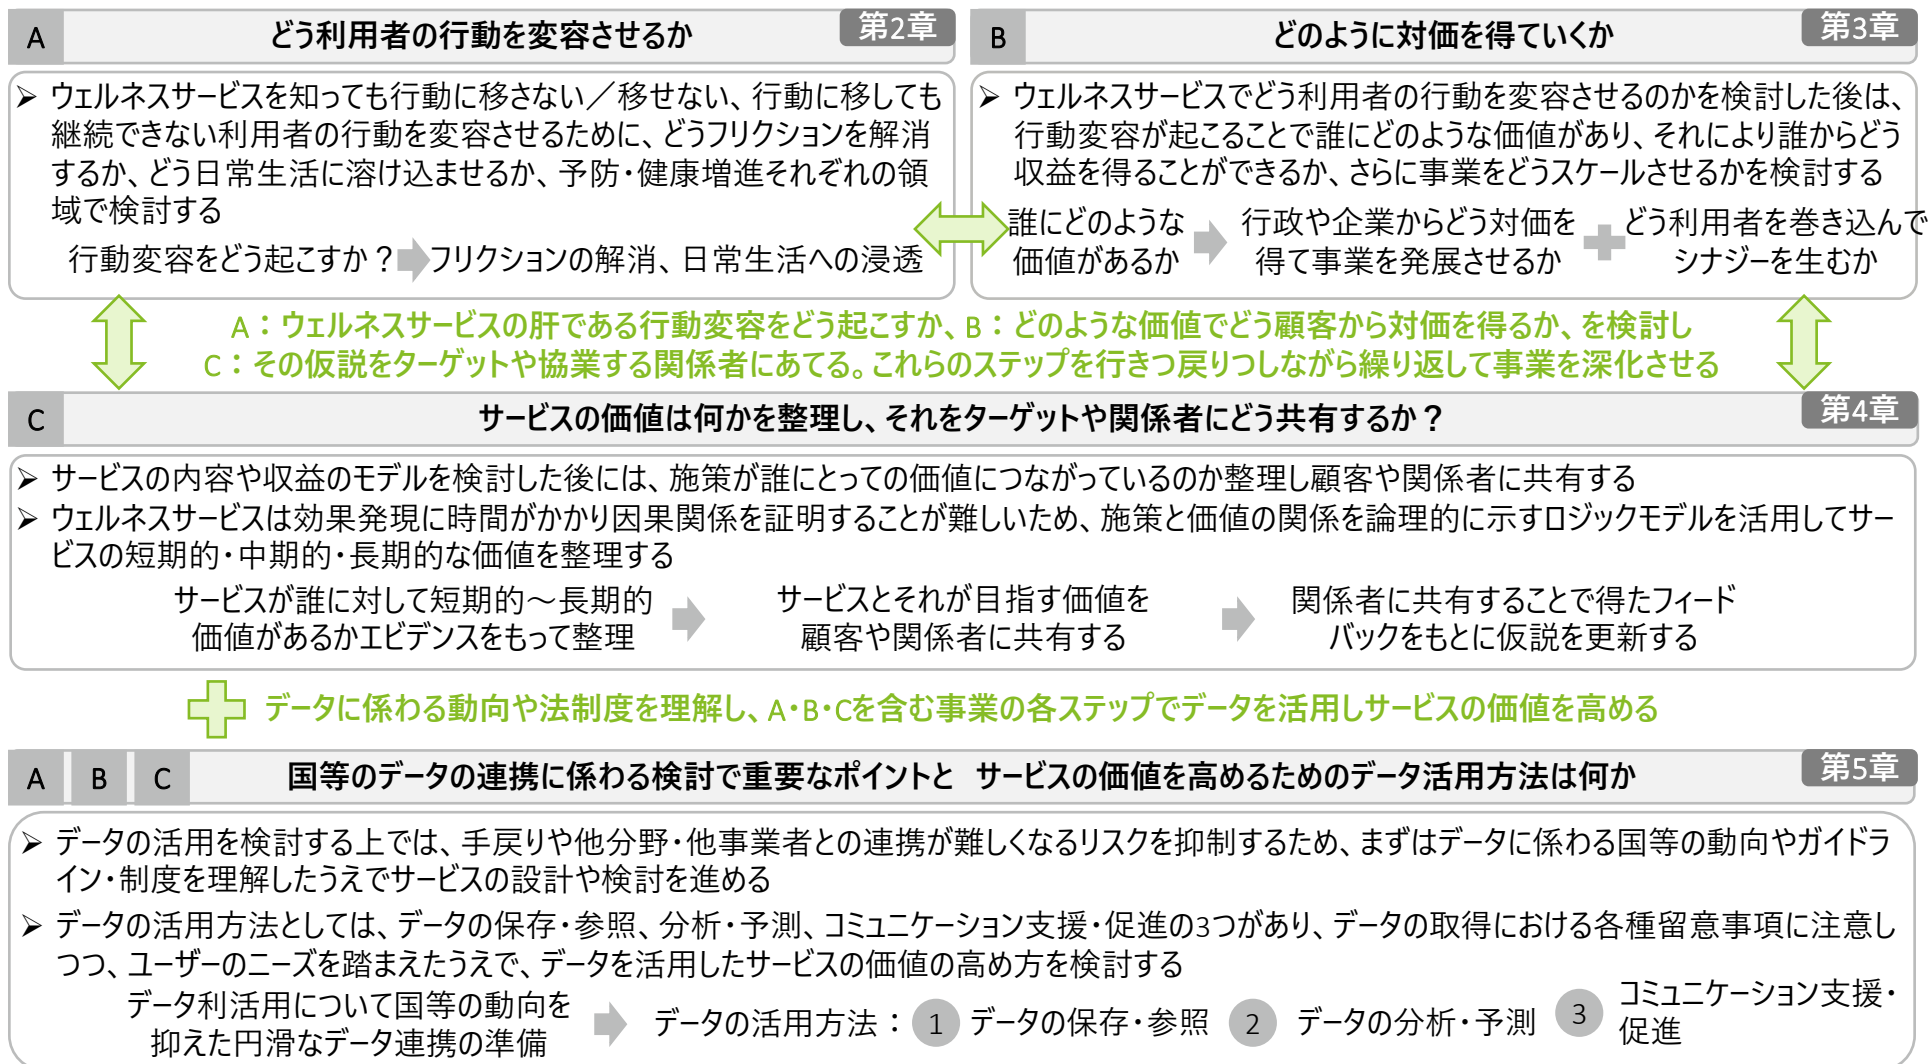 A
どう利用者の行動を変容させるか
第2章
➢ ウェルネスサービスを知っても行動に移さない／移せない、行動に移しても
継続できない利用者の行動を変容させるために、どうフリクションを解消
するか、どう日常生活に溶け込ませるか、予防・健康増進それぞれの領
域で検討する
行動変容をどう起こすか？
フリクションの解消、日常生活への浸透
B
どのように対価を得ていくか
第3章
➢ ウェルネスサービスでどう利用者の行動を変容させるのかを検討した後は、
行動変容が起こることで誰にどのような価値があり、それにより誰からどう
収益を得ることができるか、さらに事業をどうスケールさせるかを検討する
誰にどのような
価値があるか
行政や企業からどう対価を
得て事業を発展させるか
どう利用者を巻き込んで
シナジーを生むか
A：ウェルネスサービスの肝である行動変容をどう起こすか、B：どのような価値でどう顧客から対価を得るか、を検討し
C：その仮説をターゲットや協業する関係者にあてる。これらのステップを行きつ戻りつしながら繰り返して事業を深化させる
C
サービスの価値は何かを整理し、それをターゲットや関係者にどう共有するか？
第4章
➢ サービスの内容や収益のモデルを検討した後には、施策が誰にとっての価値につながっているのか整理し顧客や関係者に共有する
➢ ウェルネスサービスは効果発現に時間がかかり因果関係を証明することが難しいため、施策と価値の関係を論理的に示すロジックモデルを活用してサー
ビスの短期的・中期的・長期的な価値を整理する
サービスが誰に対して短期的～長期的
価値があるかエビデンスをもって整理
サービスとそれが目指す価値を
顧客や関係者に共有する
関係者に共有することで得たフィード
バックをもとに仮説を更新する
データに係わる動向や法制度を理解し、A・B・Cを含む事業の各ステップでデータを活用しサービスの価値を高める
A B C
国等のデータの連携に係わる検討で重要なポイントと サービスの価値を高めるためのデータ活用方法は何か
第5章
➢ データの活用を検討する上では、手戻りや他分野・他事業者との連携が難しくなるリスクを抑制するため、まずはデータに係わる国等の動向やガイドラ
イン・制度を理解したうえでサービスの設計や検討を進める
➢ データの活用方法としては、データの保存・参照、分析・予測、コミュニケーション支援・促進の3つがあり、データの取得における各種留意事項に注意し
つつ、ユーザーのニーズを踏まえたうえで、データを活用したサービスの価値の高め方を検討する
データ利活用について国等の動向を
抑えた円滑なデータ連携の準備
データの活用方法： 1 データの保存・参照 2 データの分析・予測 3
コミュニケーション支援・
促進